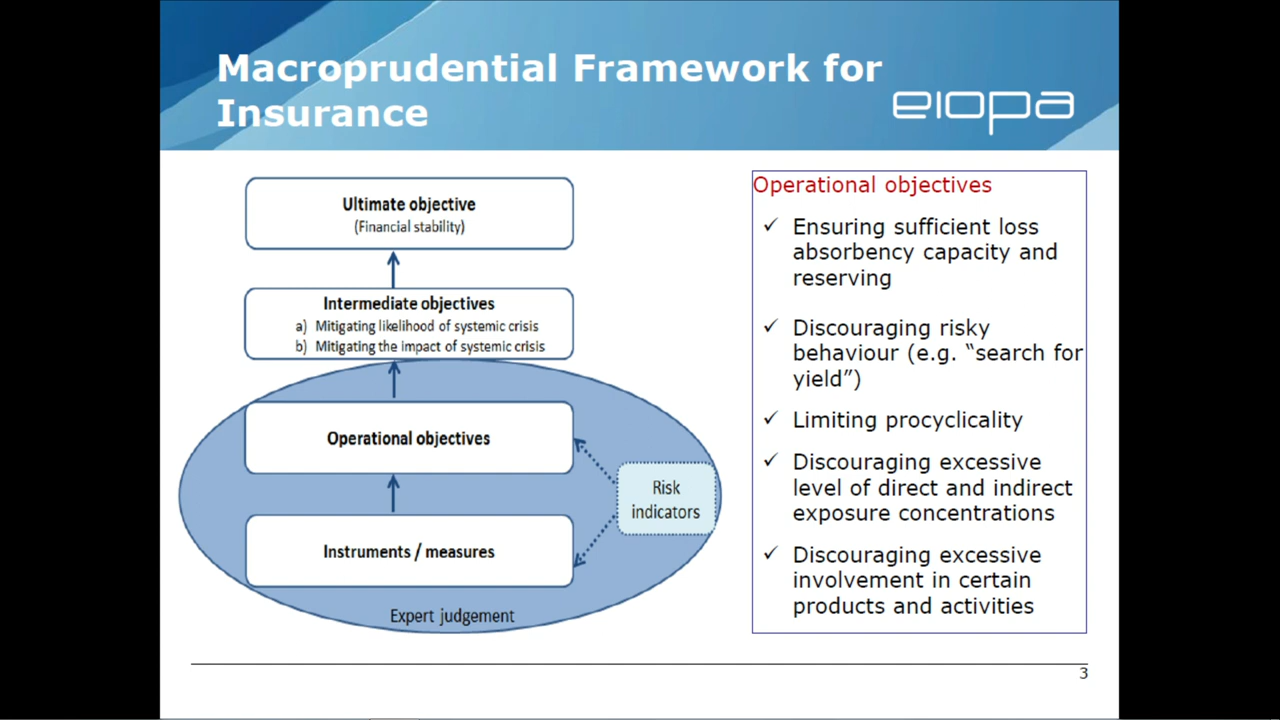 Macroprudential Framework for
Insurance
eiopa
Ultimate objective
(Financial stability)
Intermediate objectives
a) Mitigating likelihood of systemic crisis
b) Mitigating the impact of systemic crisis
Operational objectives
Risk
indicators
Instruments / measures
Expert judgement
Operational objectives
✓ Ensuring sufficient loss
absorbency capacity and
reserving
✓ Discouraging risky
behaviour (e.g. “search for
yield”)
✓ Limiting procyclicality
✓ Discouraging excessive
level of direct and indirect
exposure concentrations
✓ Discouraging excessive
involvement in certain
products and activities
3